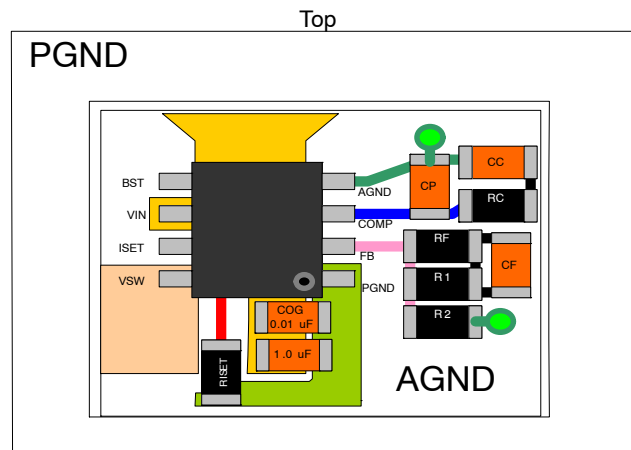 Top
PGND
BST
VIN
ISET
VSW
AGND
COMP
FB
PGND
CP
CC
RC
RF
R1
R2
CF
COG
0.01 uF
1.0 uF
RISET
AGND